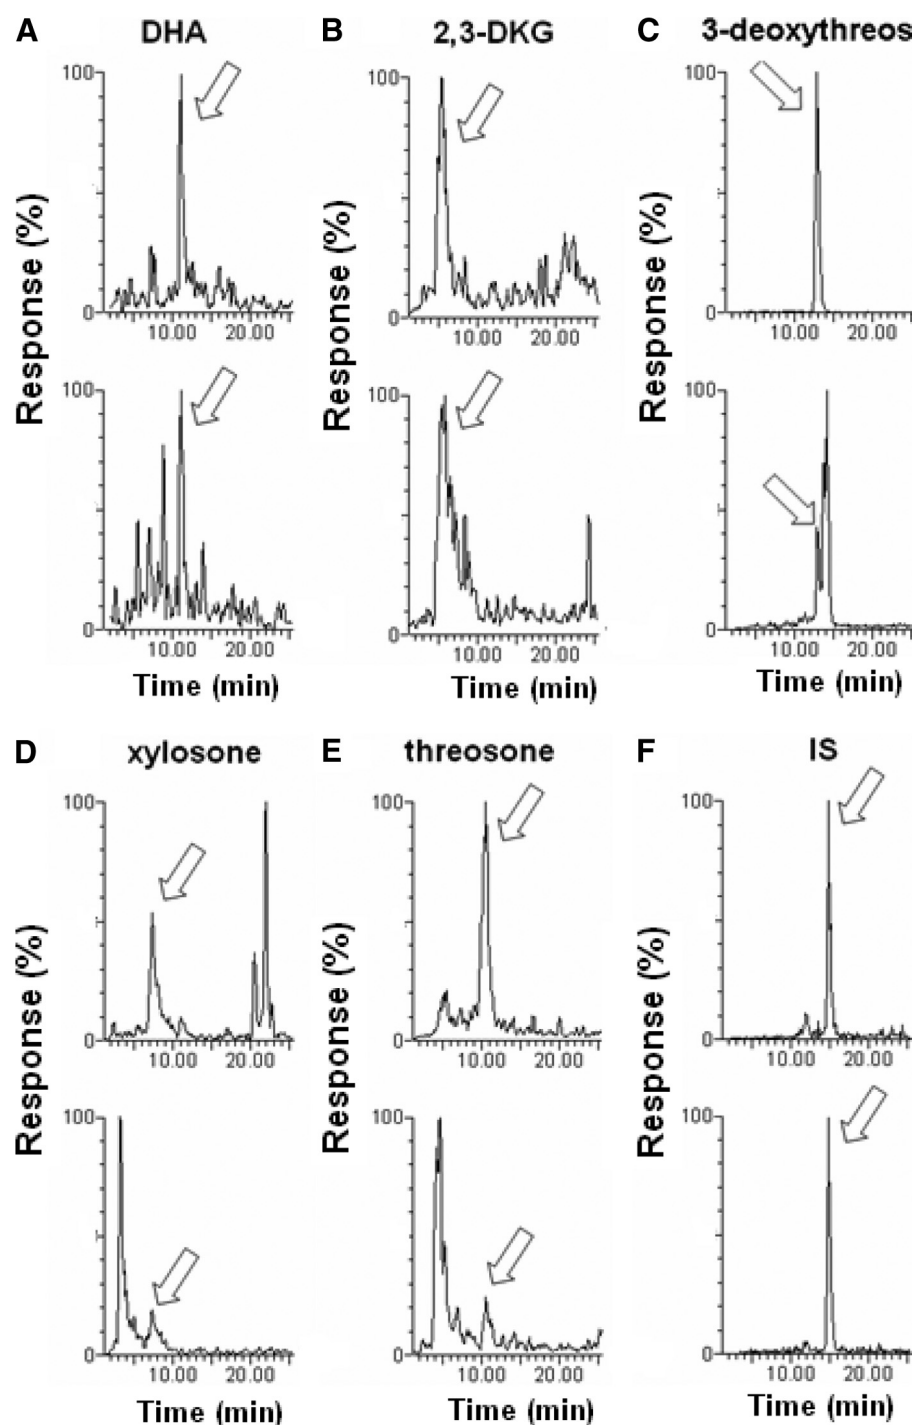 A DHA
B 2,3-DKG
C 3-deoxythreos
Response (%)
100
0
10.00 20.00
100
0
10.00 20.00
Time (min)
Response (%)
100
0
10.00 20.00
100
0
10.00 20.00
Time (min)
Response (%)
100
0
10.00 20.00
100
0
10.00 20.00
Time (min)
D xylosone
E threosone
F IS
Response (%)
100
0
10.00 20.00
100
0
10.00 20.00
Time (min)
Response (%)
100
0
10.00 20.00
100
0
10.00 20.00
Time (min)
Response (%)
100
0
10.00 20.00
100
0
10.00 20.00
Time (min)